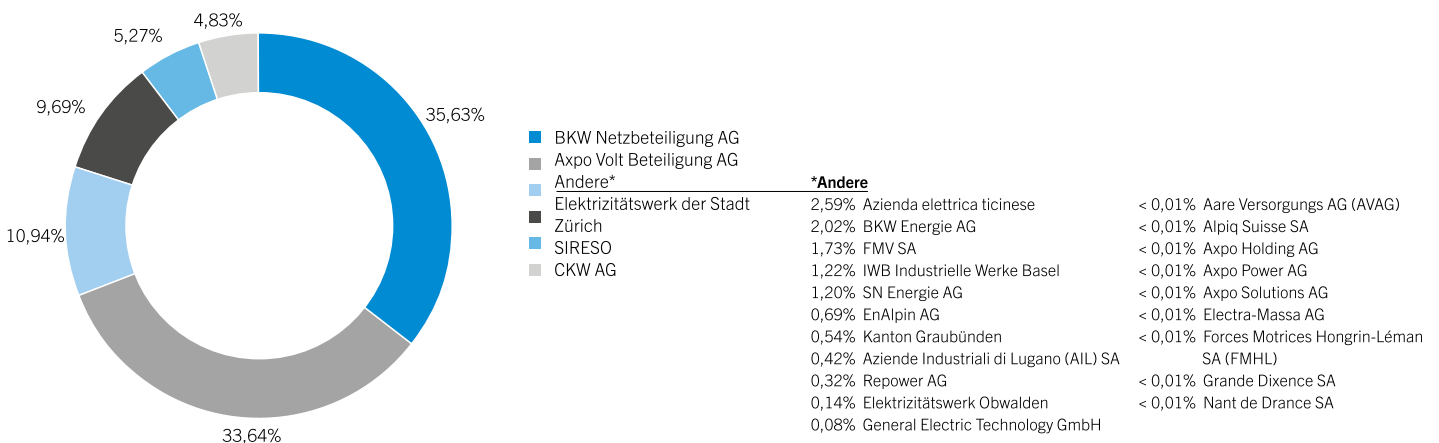 4,83%
5,27%
9,69%
35,63%
10,94%
33,64%
BKW Netzbeteiligung AG
Axpo Volt Beteiligung AG
Andere*
Elektrizitätswerk der Stadt
Zürich
SIRESO
CKW AG
*Andere
2,59% Azienda elettrica ticinese
2,02% BKW Energie AG
1,73% FMV SA
1,22% IWB Industrielle Werke Basel
1,20% SN Energie AG
0,69% EnAlpin AG
0,54% Kanton Graubünden
0,42% Aziende Industriali di Lugano (AIL) SA
0,32% Repower AG
0,14% Elektrizitätswerk Obwalden
0,08% General Electric Technology GmbH
< 0,01% Aare Versorgungs AG (AVAG)
< 0,01% Alpiq Suisse SA
< 0,01% Axpo Holding AG
< 0,01% Axpo Power AG
< 0,01% Axpo Solutions AG
< 0,01% Electra-Massa AG
< 0,01% Forces Motrices Hongrin-Léman
SA (FMHL)
< 0,01% Grande Dixence SA
< 0,01% Nant de Drance SA